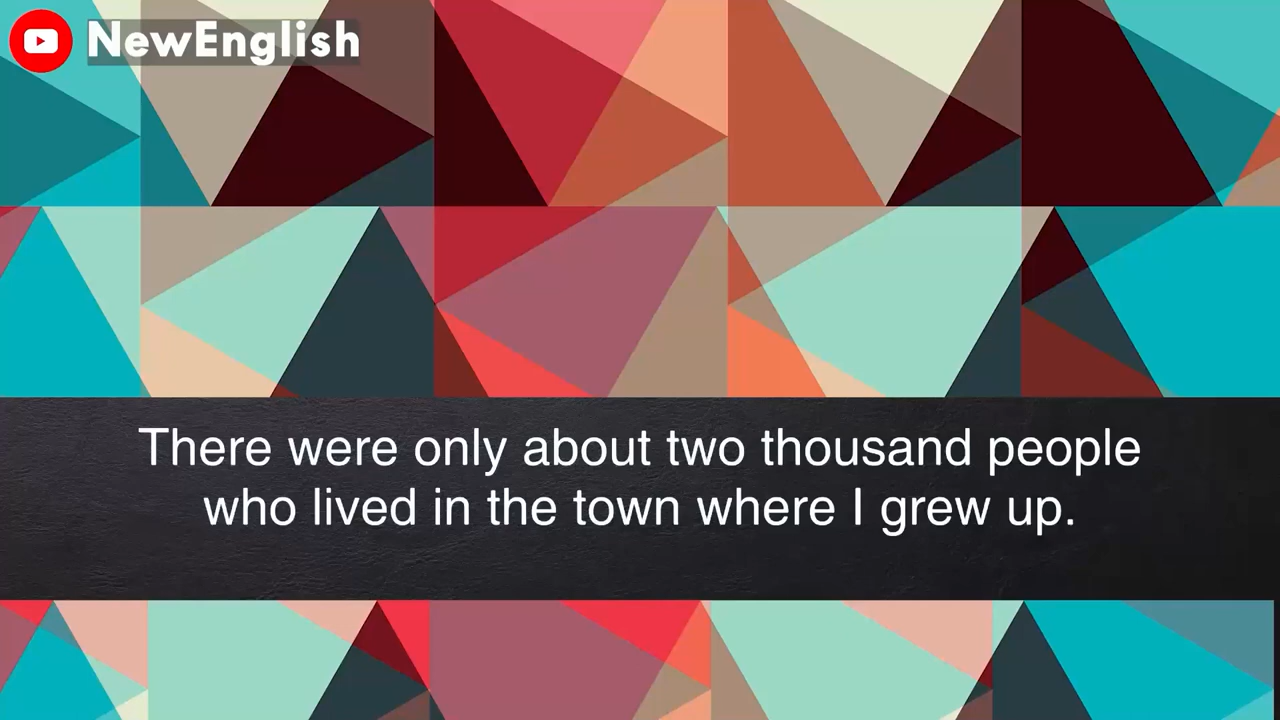 NewEnglish
There were only about two thousand people
who lived in the town where I grew up.